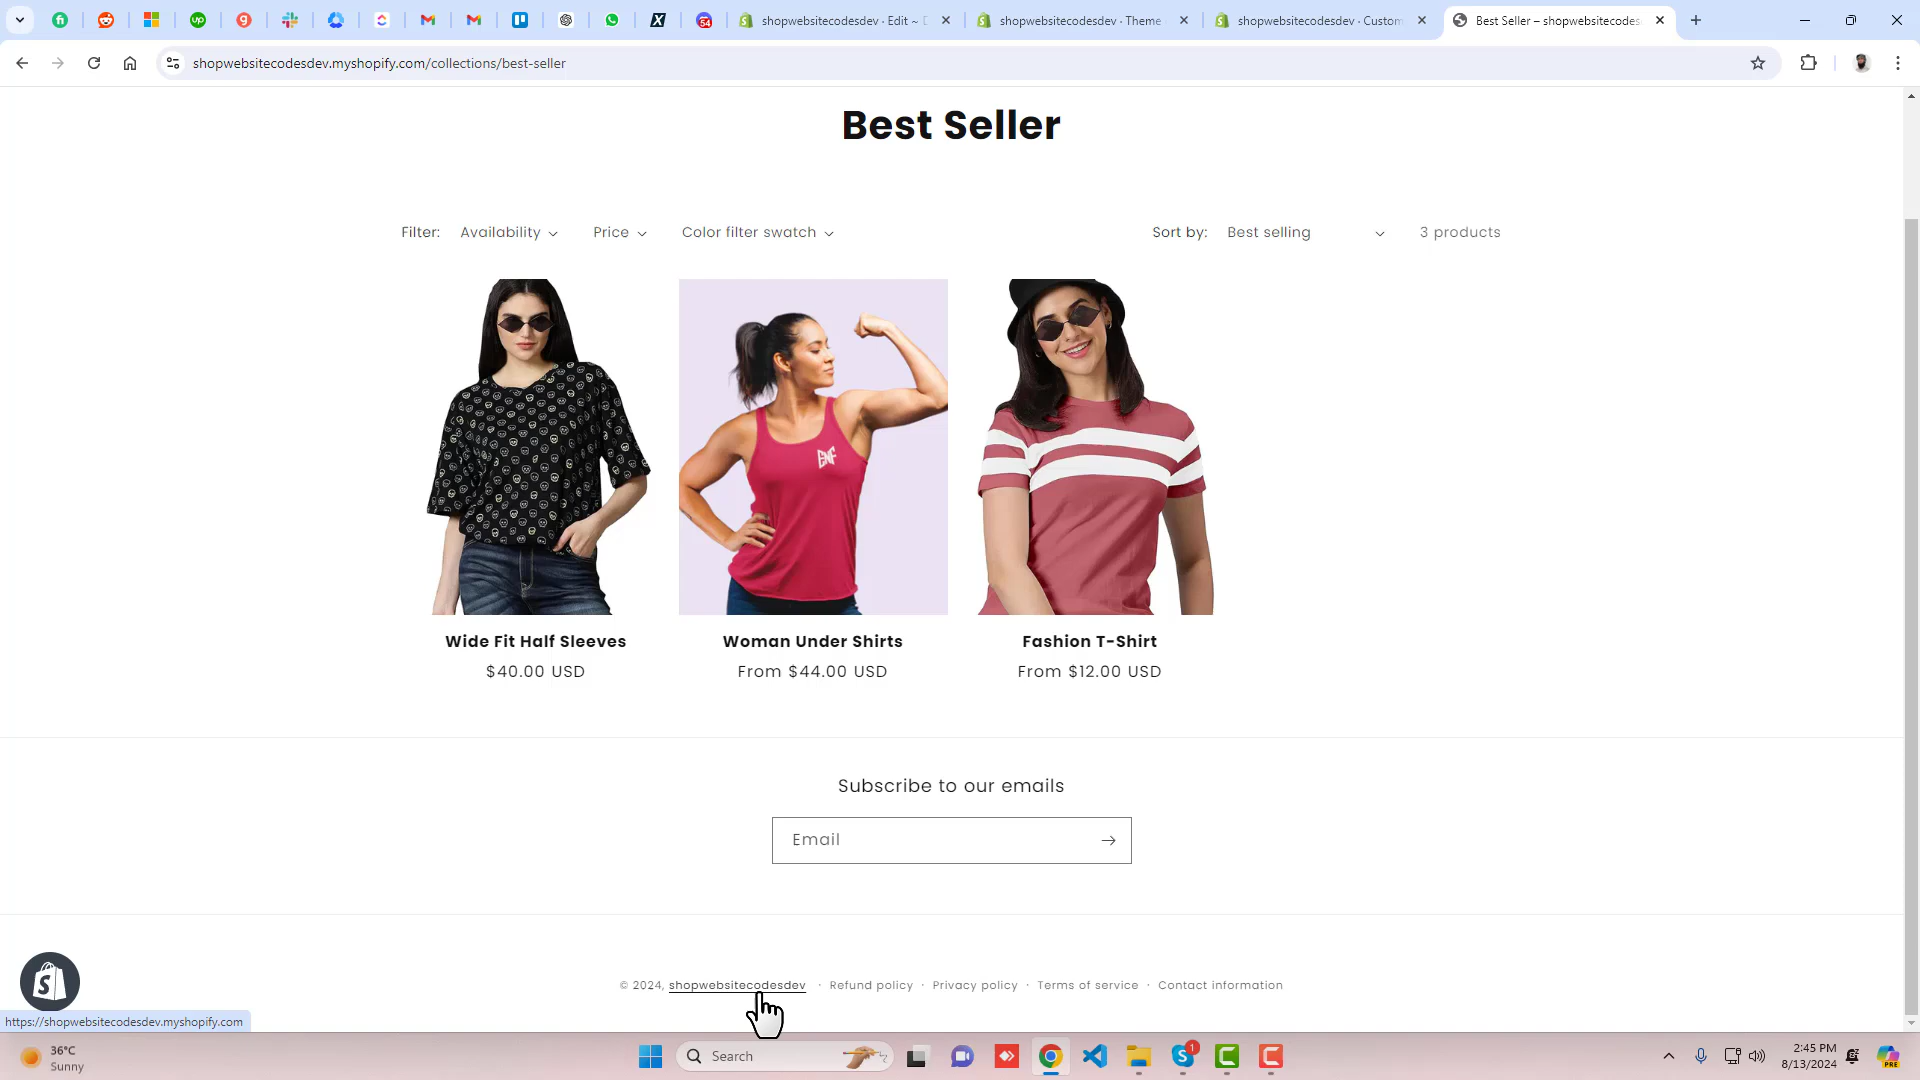 54
shopwebsitecodesdev · Edit ~ D
shopwebsitecodesdev · Theme
shopwebsitecodesdev · Custom
Best Seller – shopwebsitecodes
shopwebsitecodesdev.myshopify.com/collections/best-seller
Best Seller
Filter: Availability Price Color filter swatch Sort by: Best selling 3 products
Wide Fit Half Sleeves Woman Under Shirts Fashion T-Shirt
$40.00 USD From $44.00 USD From $12.00 USD
Subscribe to our emails
Email
© 2024, shopwebsitecodesdev · Refund policy · Privacy policy · Terms of service · Contact information
https://shopwebsitecodesdev.myshopify.com
36°C
Sunny
Search
1
2:45 PM
8/13/2024
PRE